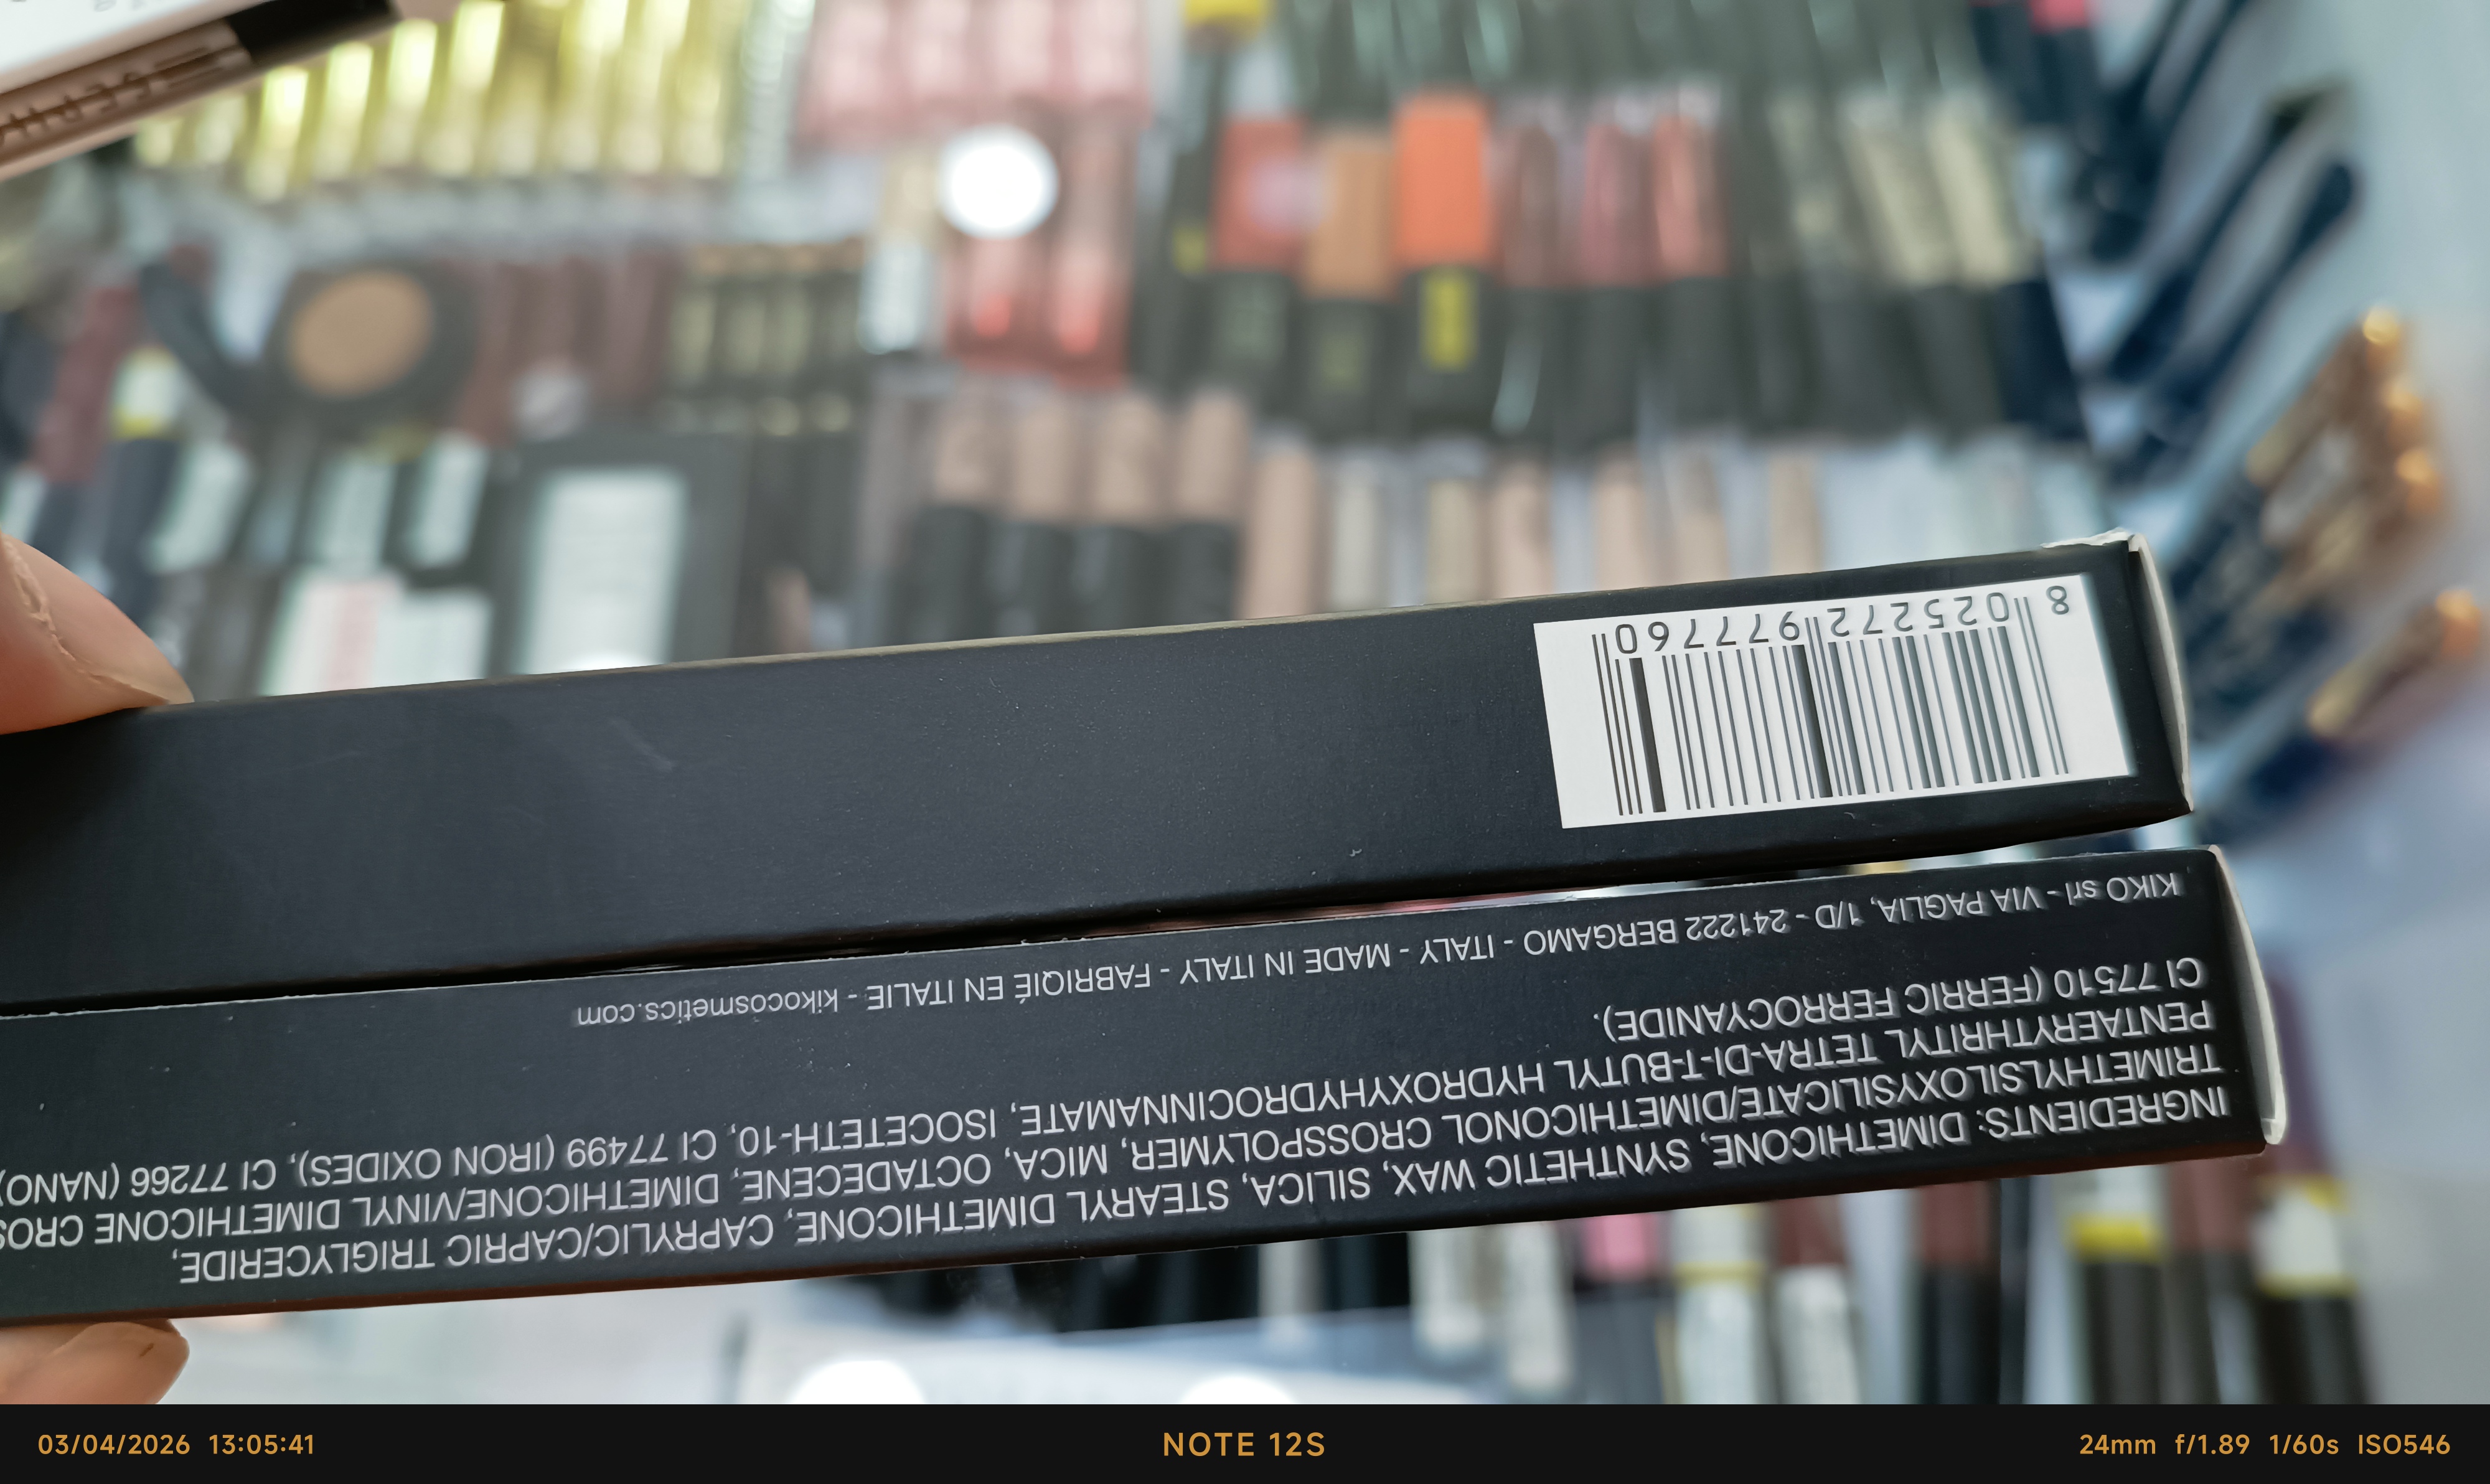 INGREDIENTS: DIMETHICONE, SYNTHETIC WAX, SILICA, STEARYL DIMETHICONE, CAPRYLIC/CAPRIC TRIGLYCERIDE,
TRIMETHYLSILOXYSILICATE/DIMETHICONOL CROSSPOLYMER, MICA, OCTADECENE, DIMETHICONE/VINYL DIMETHICONE
PENTAERYTHRITYL TETRA-DI-T-BUTYL HYDROXYHYDROCINNAMATE, ISOCETETH-10, CI 77499 (IRON OXIDES), CI 77266 (NANO)
CI 77510 (FERRIC FERROCYANIDE).
KIKO srl - VIA PAGLIA, 1/D - 241222 BERGAMO - ITALY - MADE IN ITALY - FABRIQIÉ EN ITALIE - kikocosmetics.com
8 025272 977760
03/04/2026 13:05:41 NOTE 12S 24mm f/1.89 1/60s ISO546